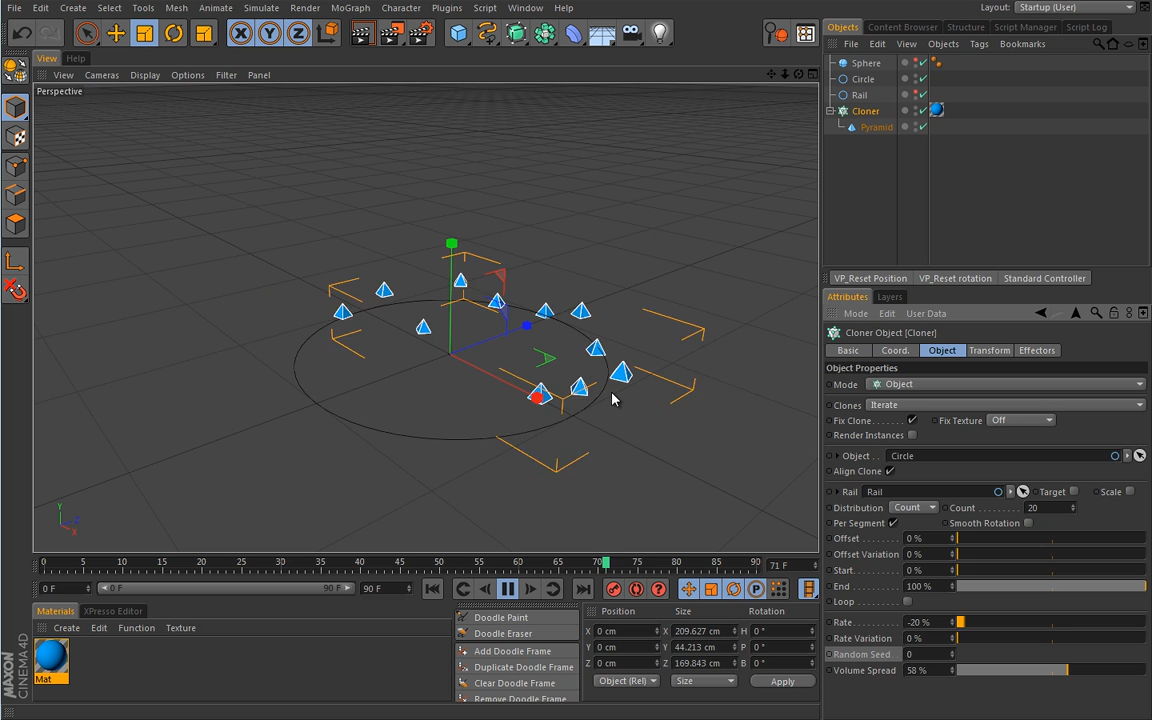 File Edit Create Select Tools Mesh Animate Simulate Render MoGraph Character Plugins Script Window Help Layout: Startup (User)
X Y Z
Objects Content Browser Structure Script Manager Script Log
File Edit View Objects Tags Bookmarks
View Help
View Cameras Display Options Filter Panel
Perspective
Sphere
Circle
Rail
Cloner
Pyramid
VP_Reset Position VP_Reset rotation Standard Controller
Attributes Layers
Mode Edit User Data
Cloner Object [Cloner]
Basic Coord. Object Transform Effectors
Object Properties
Mode Object
Clones Iterate
Fix Clone Fix Texture Off
Render Instances
Object Circle
Align Clone
Rail Rail Target Scale
Distribution Count Count 20
Per Segment Smooth Rotation
Offset 0 %
Offset Variation 0 %
Start 0 %
End 100 %
Loop
Rate -20 %
Rate Variation 0 %
Random Seed 0
Volume Spread 58 %
Y
Z
X
0 5 10 15 20 25 30 35 40 45 50 55 60 65 70 75 80 85 90 71 F
0 F 0 F 90 F 90 F
Materials XPresso Editor
Create Edit Function Texture
Mat
Doodle Paint
Doodle Eraser
Add Doodle Frame
Duplicate Doodle Frame
Clear Doodle Frame
Remove Doodle Frame
Position Size Rotation
X 0 cm X 209.627 cm H 0 °
Y 0 cm Y 44.213 cm P 0 °
Z 0 cm Z 169.843 cm B 0 °
Object (Rel) Size Apply
MAXON
CINEMA 4D